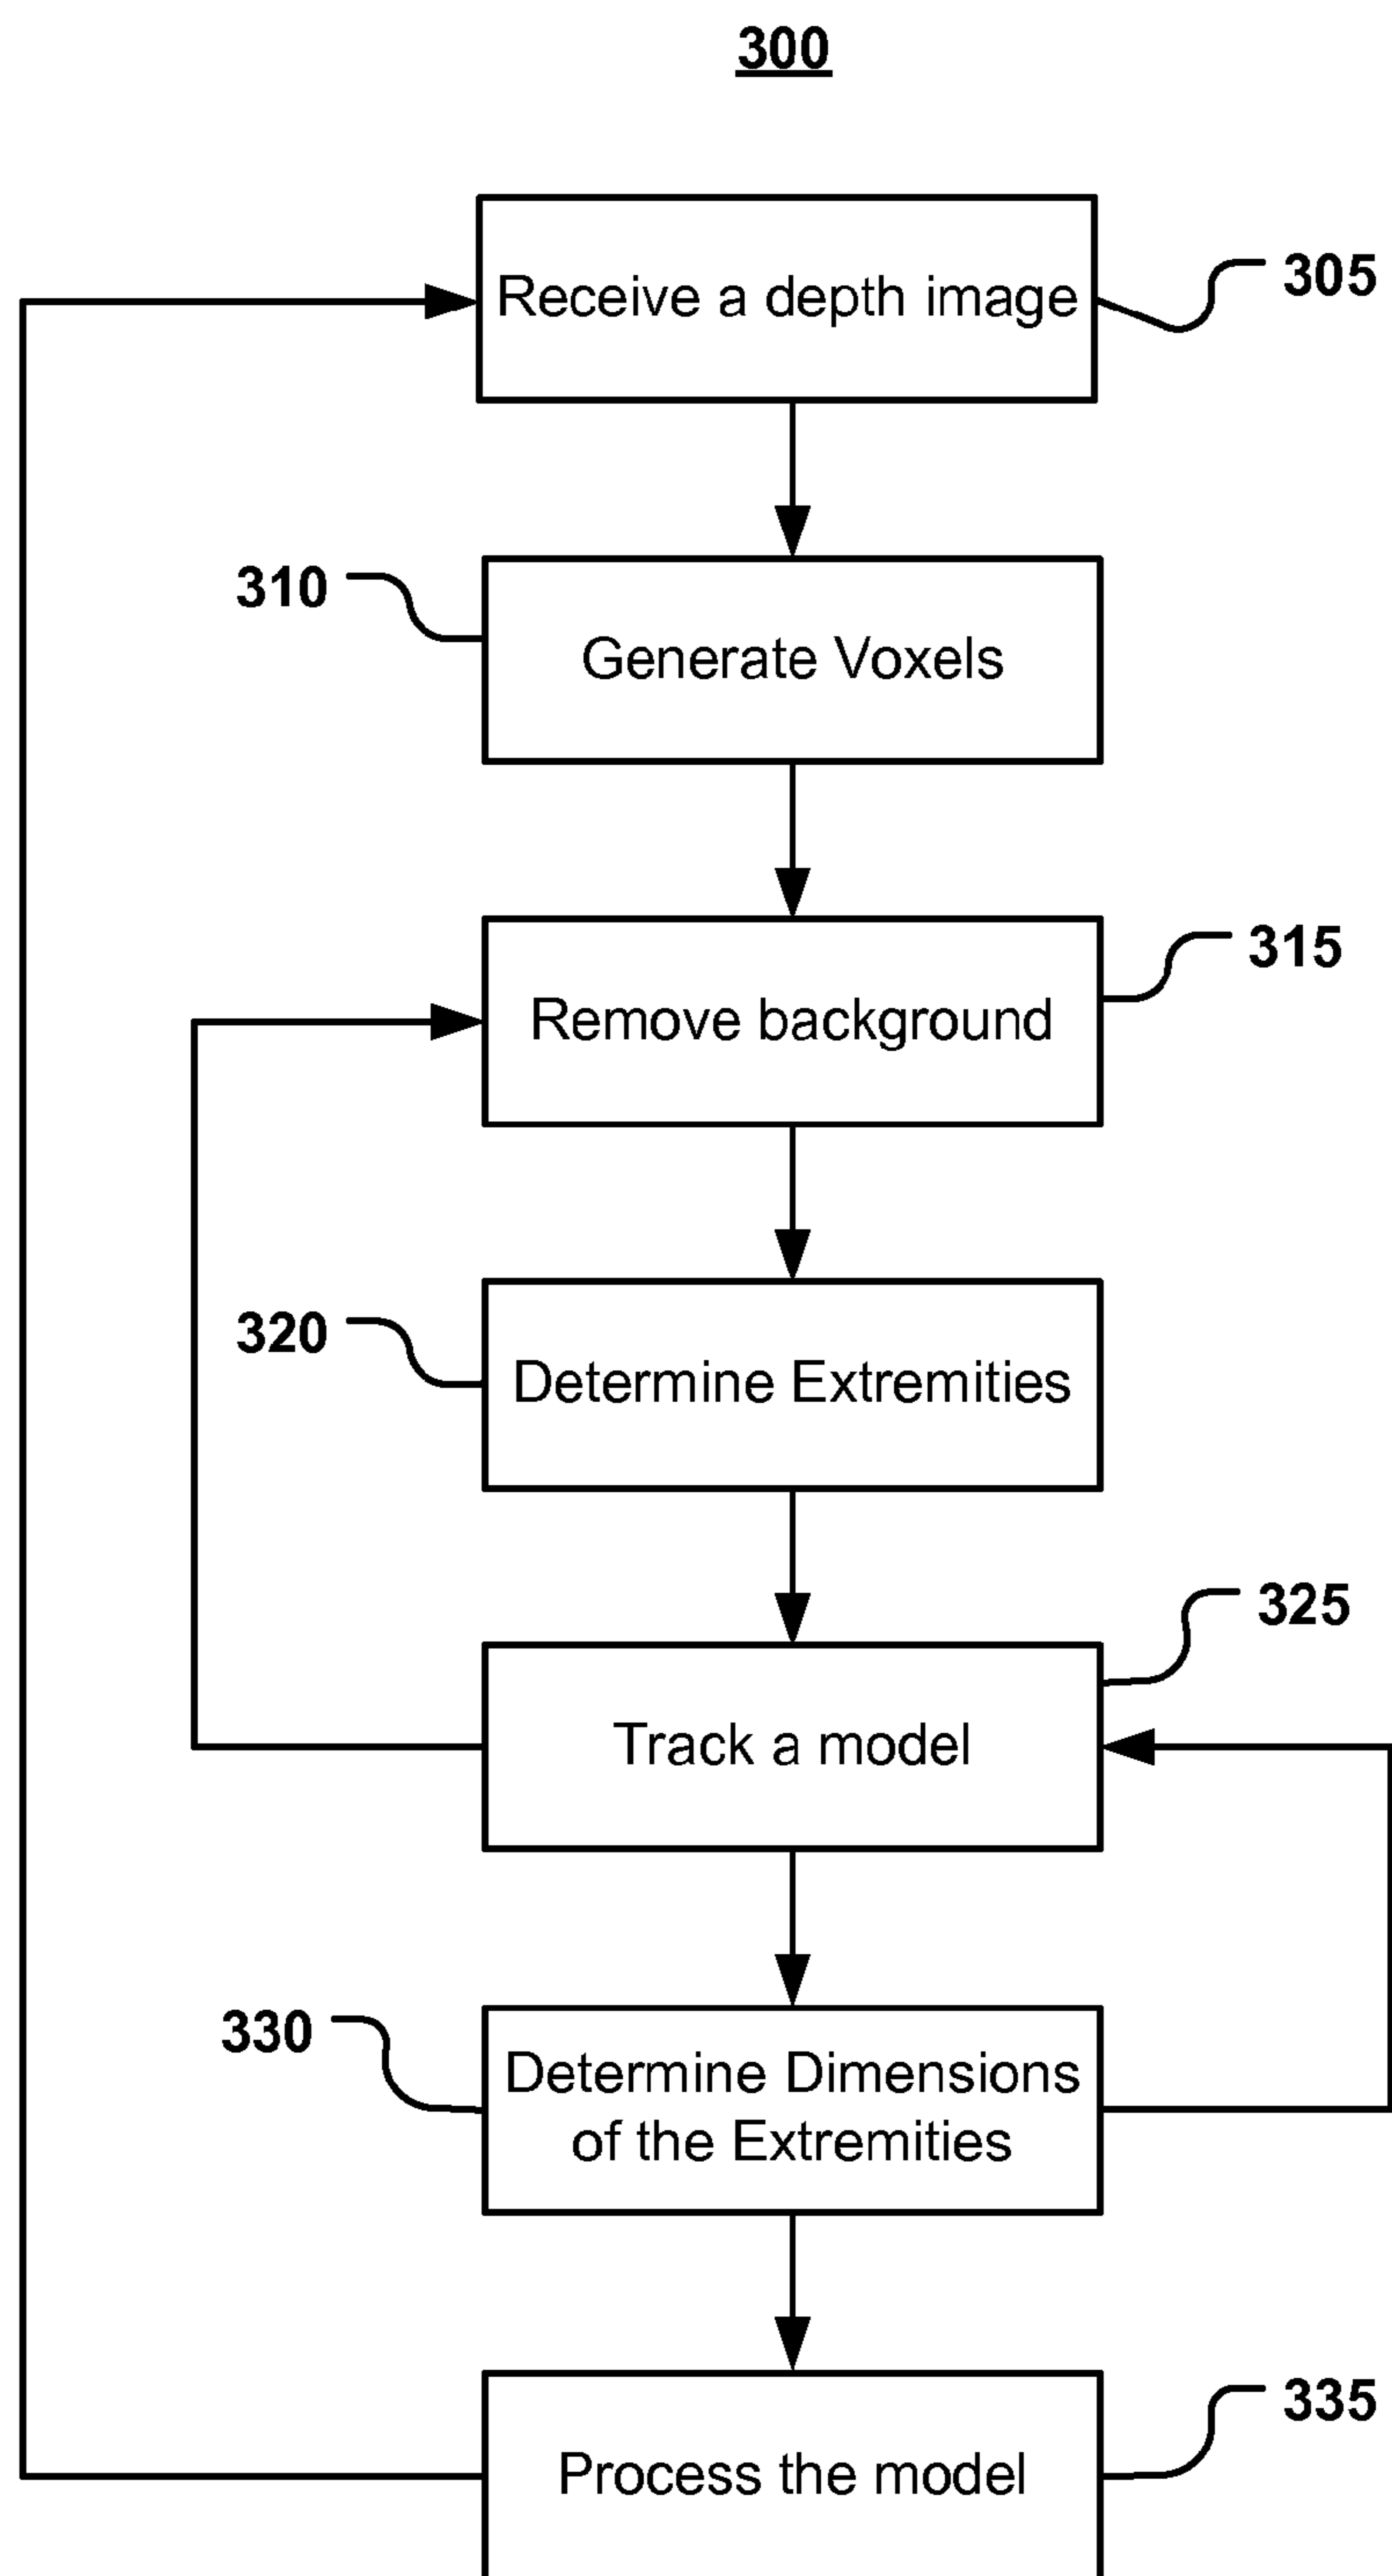 300
Receive a depth image
305
310
Generate Voxels
315
Remove background
320
Determine Extremities
325
Track a model
330
Determine Dimensions
of the Extremities
335
Process the model